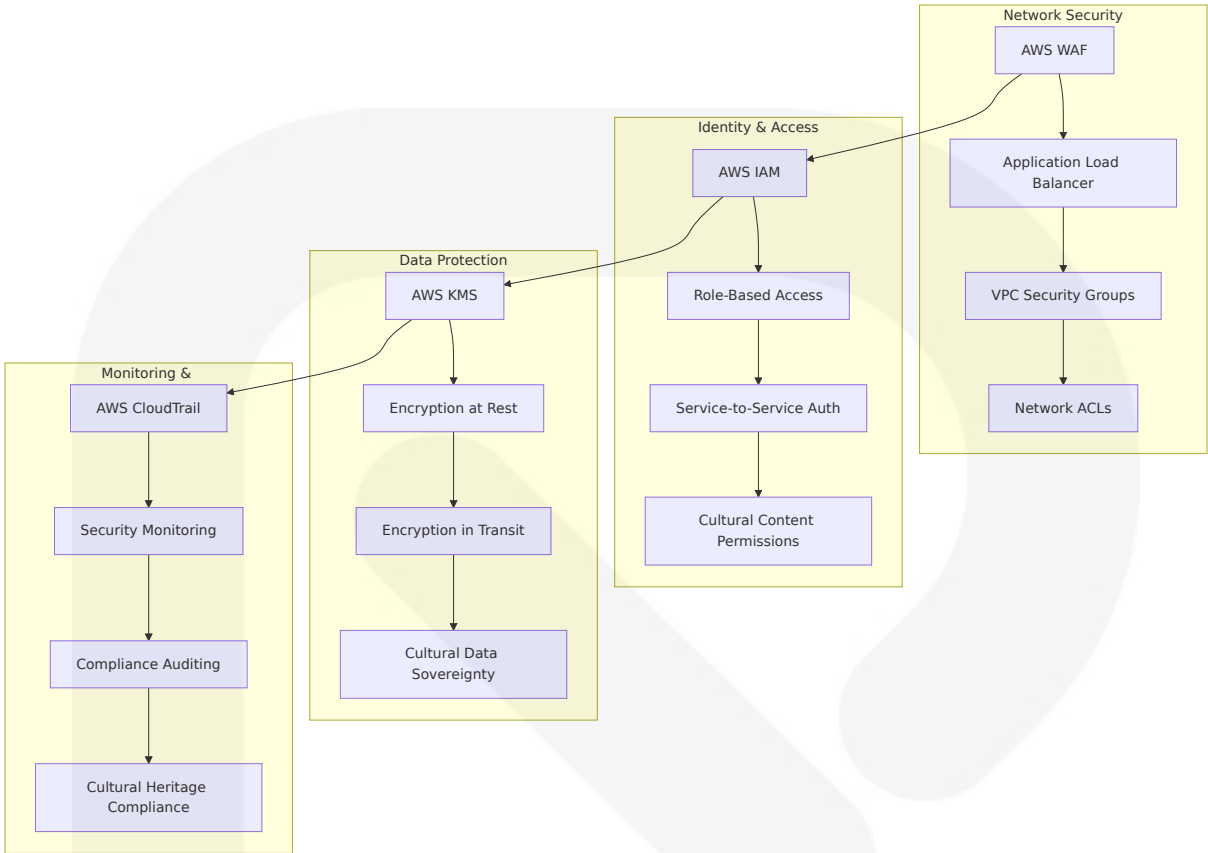 Network Security
AWS WAF
Application Load
Balancer
VPC Security Groups
Network ACLs
Identity & Access
AWS IAM
Role-Based Access
Service-to-Service Auth
Cultural Content
Permissions
Data Protection
AWS KMS
Encryption at Rest
Encryption in Transit
Cultural Data
Sovereignty
Monitoring &
AWS CloudTrail
Security Monitoring
Compliance Auditing
Cultural Heritage
Compliance